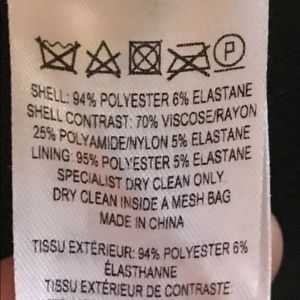 P
SHELL: 94% POLYESTER 6% ELASTANE
SHELL CONTRAST: 70% VISCOSE/RAYON
25% POLYAMIDE/NYLON 5% ELASTANE
LINING: 95% POLYESTER 5% ELASTANE
SPECIALIST DRY CLEAN ONLY
DRY CLEAN INSIDE A MESH BAG
MADE IN CHINA
TISSU EXTÉRIEUR: 94% POLYESTER 6%
ÉLASTHANNE
TISSU EXTÉRIEUR DE CONTRASTE: